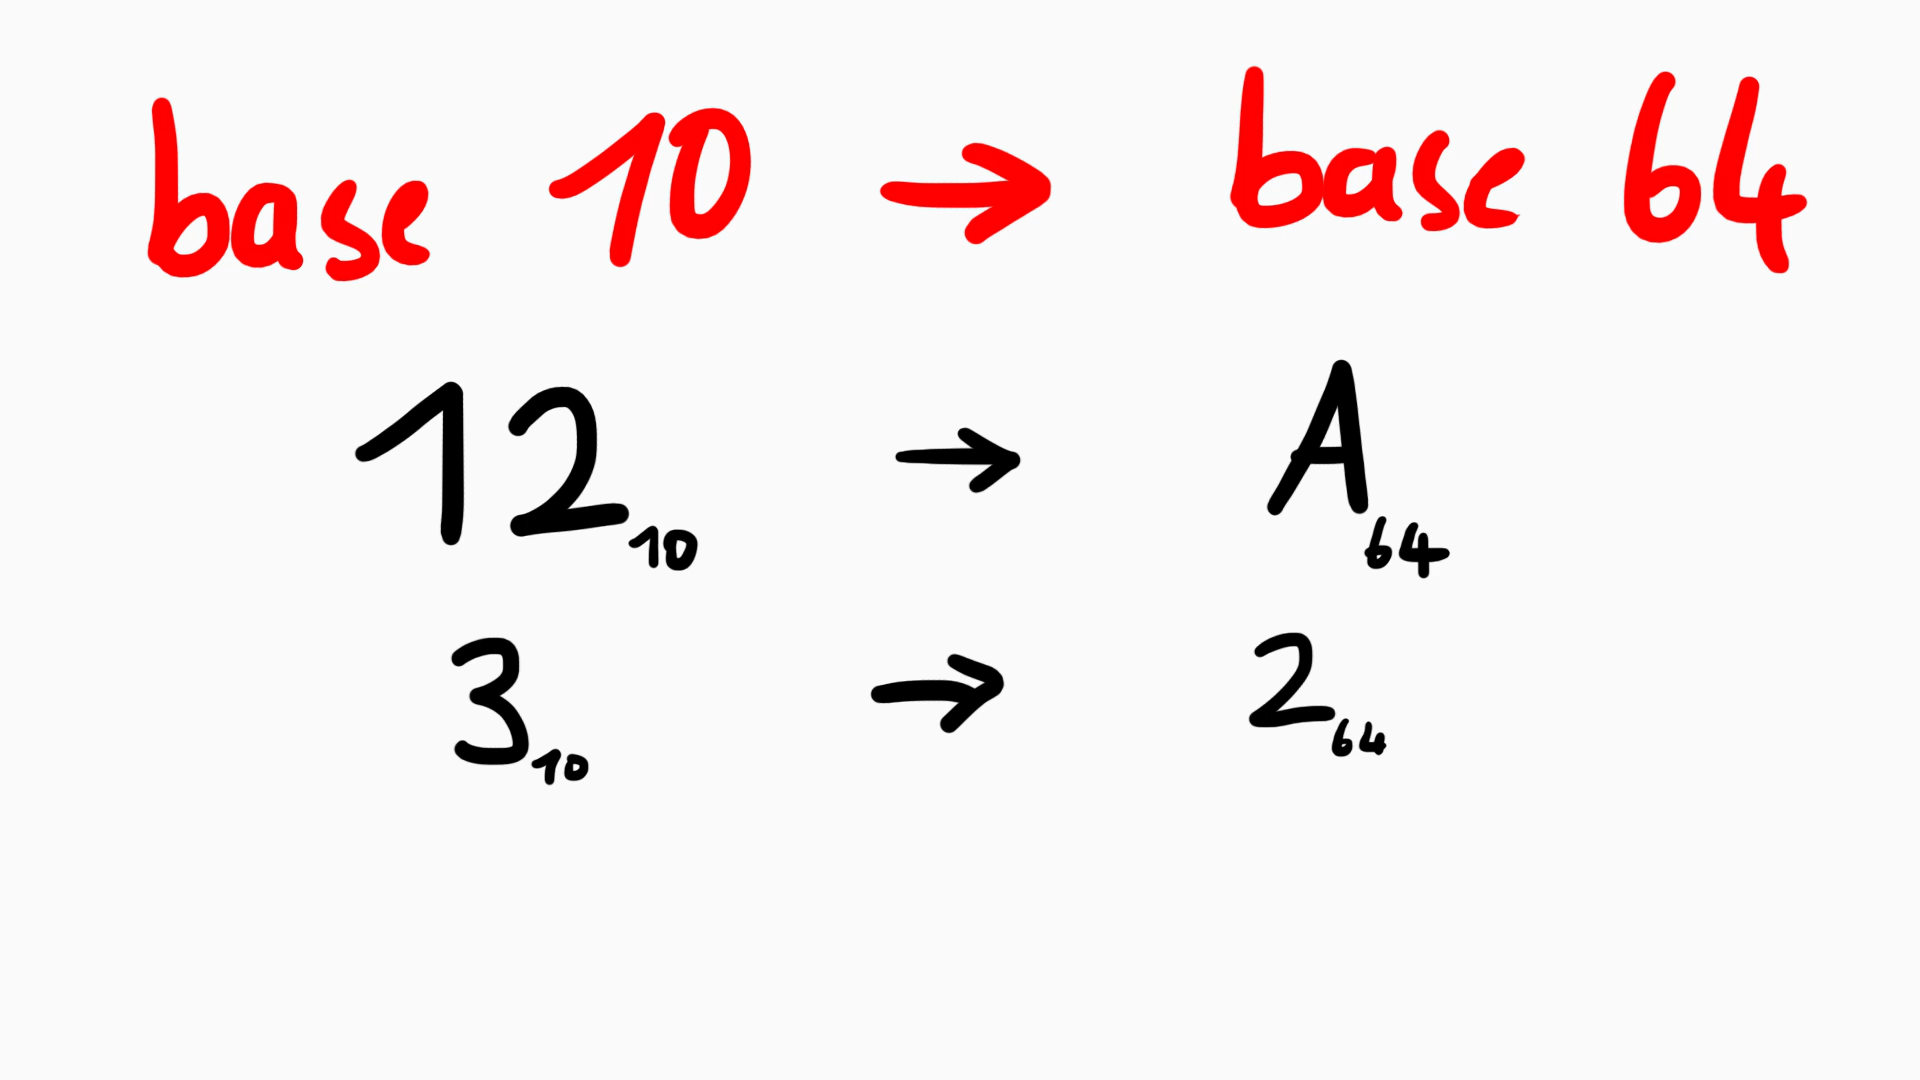 base 10 → base 64
12₁₀ → A₆₄
3₁₀ → 2₆₄